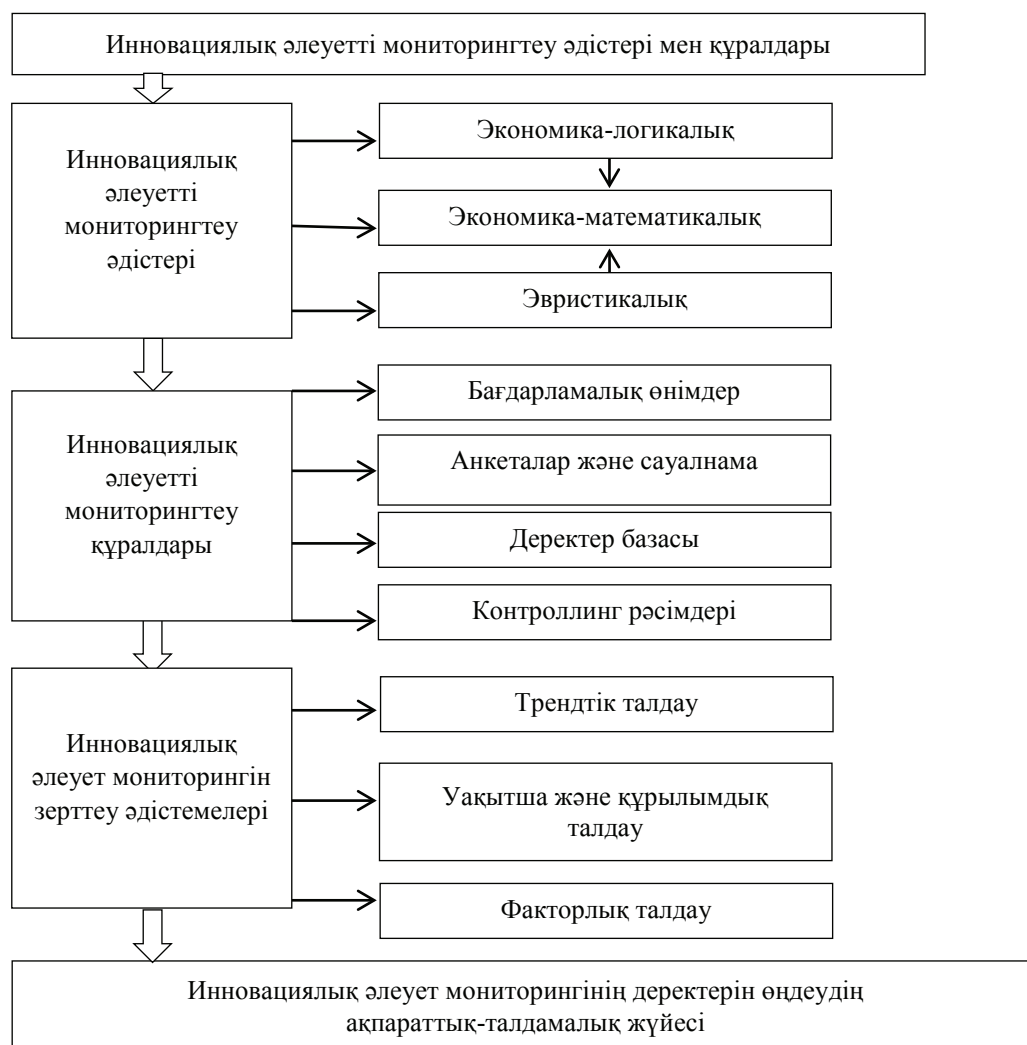 Инновациялық әлеуетті мониторингтеу әдістері мен құралдары
Инновациялық
әлеуетті
мониторингтеу
әдістері
Экономика-логикалық
Экономика-математикалық
Эвристикалық
Инновациялық
әлеуетті
мониторингтеу
құралдары
Бағдарламалық өнімдер
Анкеталар және сауалнама
Деректер базасы
Контроллинг рәсімдері
Инновациялық
әлеует мониторингін
зерттеу әдістемелері
Трендтік талдау
Уақытша және құрылымдық
талдау
Факторлық талдау
Инновациялық әлеует мониторингінің деректерін өңдеудің
ақпараттық-талдамалық жүйесі